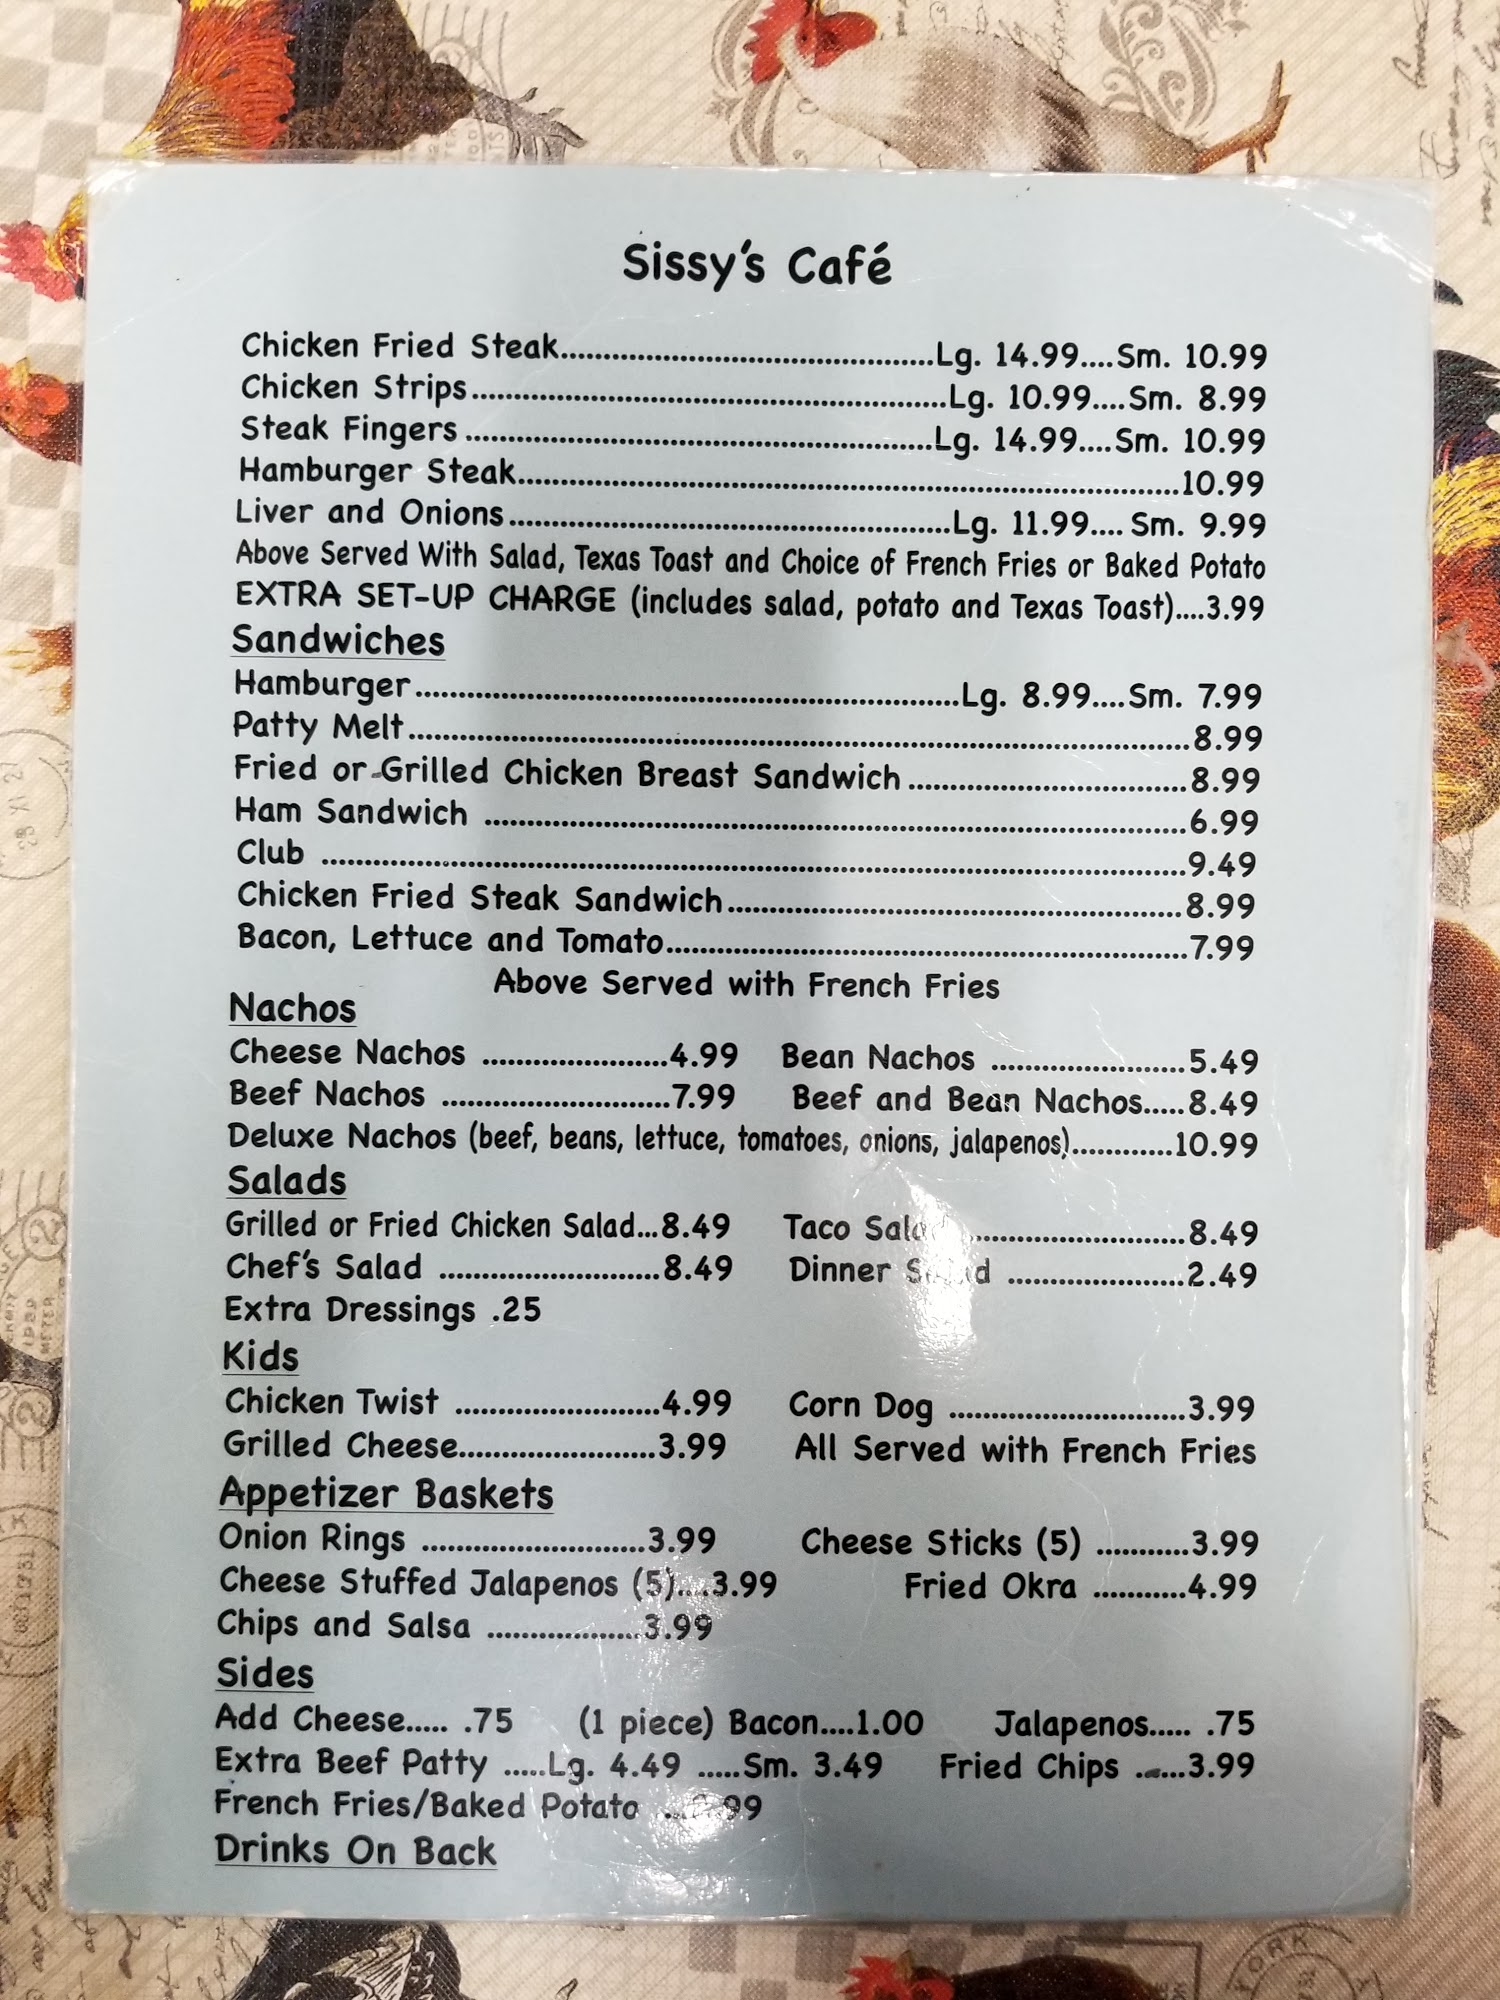 Sissy's Café
Chicken Fried Steak.......................................Lg. 14.99....Sm. 10.99
Chicken Strips..................................................Lg. 10.99....Sm. 8.99
Steak Fingers.................................................Lg. 14.99....Sm. 10.99
Hamburger Steak......................................................................10.99
Liver and Onions...............................................Lg. 11.99.... Sm. 9.99
Above Served With Salad, Texas Toast and Choice of French Fries or Baked Potato
EXTRA SET-UP CHARGE (includes salad, potato and Texas Toast)....3.99
Sandwiches
Hamburger.........................................................Lg. 8.99....Sm. 7.99
Patty Melt..................................................................................8.99
Fried or Grilled Chicken Breast Sandwich.............................8.99
Ham Sandwich ..........................................................................6.99
Club ...........................................................................................9.49
Chicken Fried Steak Sandwich................................................8.99
Bacon, Lettuce and Tomato.......................................................7.99
Above Served with French Fries
Nachos
Cheese Nachos ....................4.99 Bean Nachos .....................5.49
Beef Nachos ........................7.99 Beef and Bean Nachos.....8.49
Deluxe Nachos (beef, beans, lettuce, tomatoes, onions, jalapenos)............10.99
Salads
Grilled or Fried Chicken Salad...8.49 Taco Salad ......................8.49
Chef's Salad .......................8.49 Dinner Salad ...................2.49
Extra Dressings .25
Kids
Chicken Twist ......................4.99 Corn Dog .........................3.99
Grilled Cheese.....................3.99 All Served with French Fries
Appetizer Baskets
Onion Rings ........................3.99 Cheese Sticks (5) ...........3.99
Cheese Stuffed Jalapenos (5)....3.99 Fried Okra ...........4.99
Chips and Salsa .................3.99
Sides
Add Cheese..... .75 (1 piece) Bacon....1.00 Jalapenos..... .75
Extra Beef Patty .....Lg. 4.49 .....Sm. 3.49 Fried Chips ......3.99
French Fries/Baked Potato
Drinks On Back